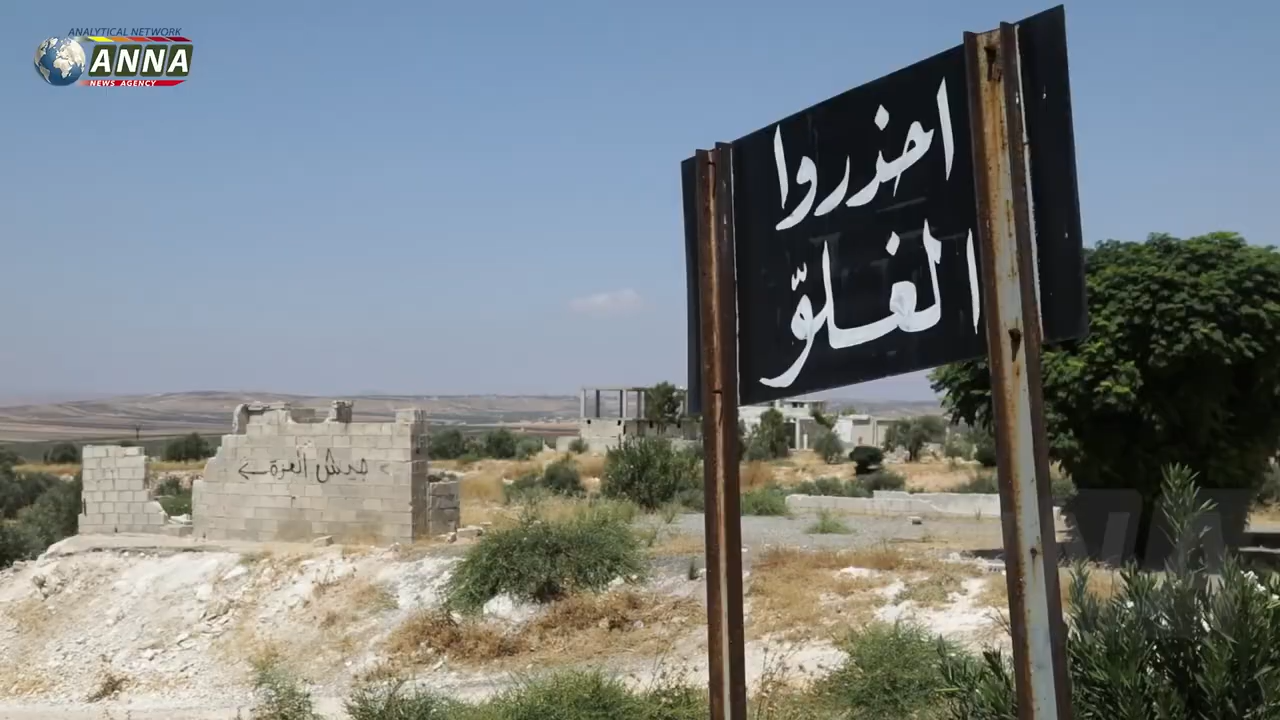 ANALYTICAL NETWORK
ANNA
NEWS AGENCY
احذروا
الغلوّ
جيش العزة